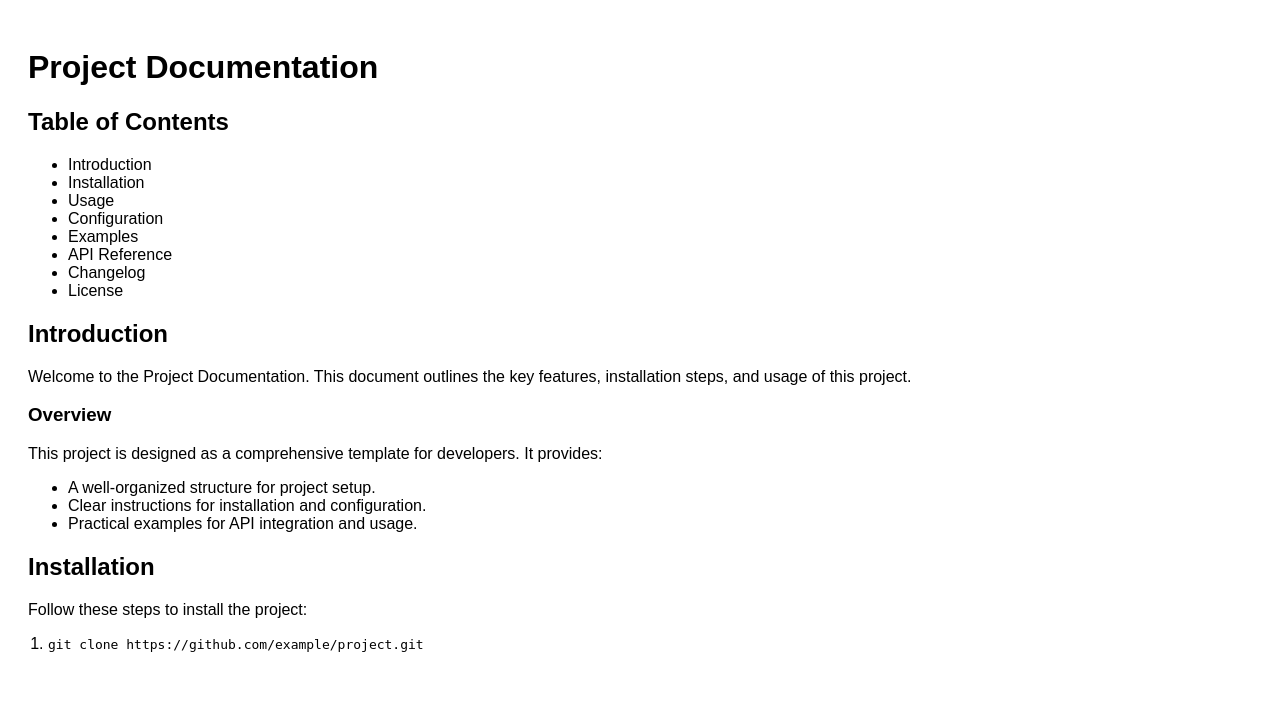 Project Documentation
Table of Contents
• Introduction
• Installation
• Usage
• Configuration
• Examples
• API Reference
• Changelog
• License
Introduction
Welcome to the Project Documentation. This document outlines the key features, installation steps, and usage of this project.
Overview
This project is designed as a comprehensive template for developers. It provides:
• A well-organized structure for project setup.
• Clear instructions for installation and configuration.
• Practical examples for API integration and usage.
Installation
Follow these steps to install the project:
1. git clone https://github.com/example/project.git